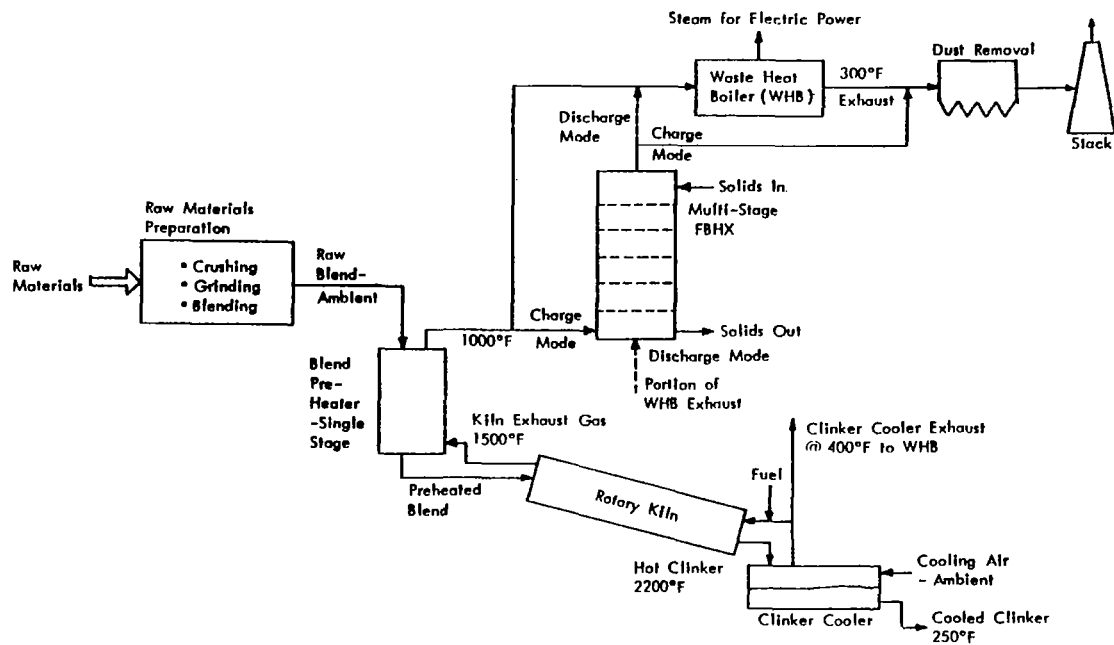 Steam for Electric Power
Waste Heat
Boiler (WHB)
300°F
Exhaust
Dust Removal
Stack
Discharge
Mode
Charge
Mode
Solids In
Multi-Stage
FBHX
Raw Materials
Preparation
• Crushing
• Grinding
• Blending
Raw
Materials
Raw
Blend-
Ambient
1000°F
Charge
Mode
Solids Out
Discharge Mode
Portion of
WHB Exhaust
Blend
Pre-
Heater
-Single
Stage
Kiln Exhaust Gas
1500°F
Preheated
Blend
Rotary Kiln
Fuel
Clinker Cooler Exhaust
@ 400°F to WHB
Hot Clinker
2200°F
Cooling Air
- Ambient
Clinker Cooler
Cooled Clinker
250°F